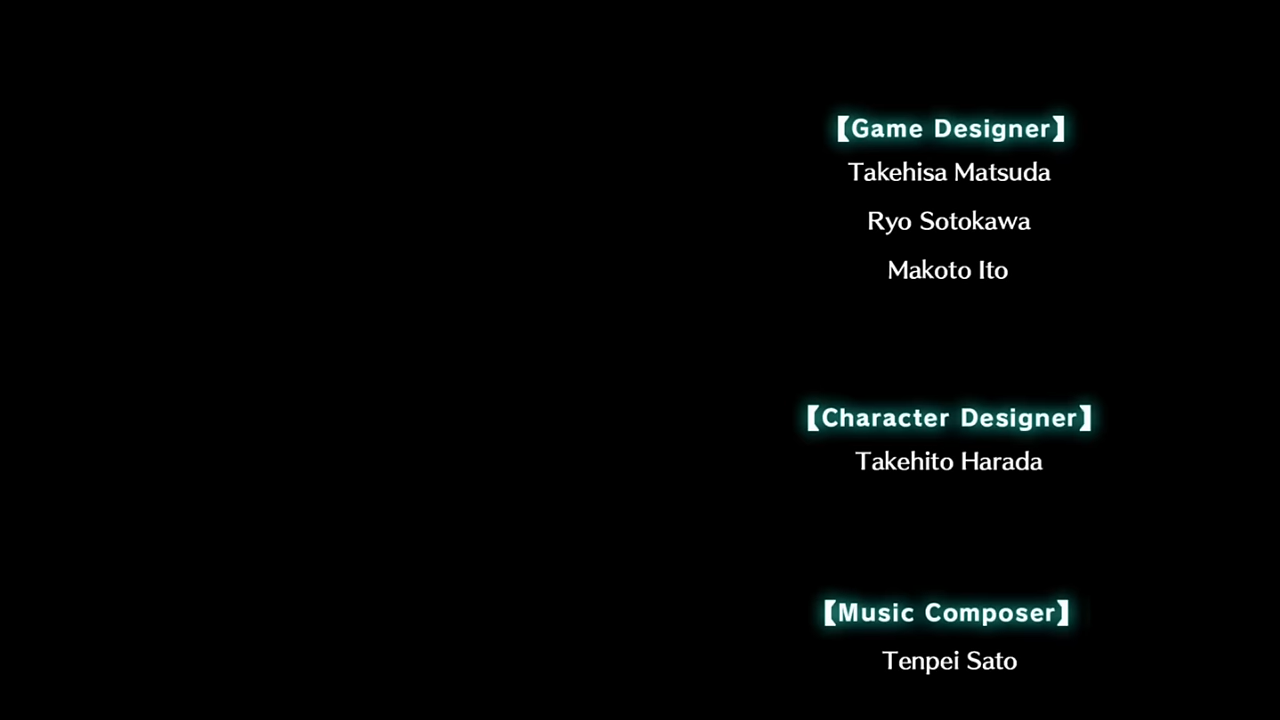 【Game Designer】
Takehisa Matsuda
Ryo Sotokawa
Makoto Ito
【Character Designer】
Takehito Harada
【Music Composer】
Tenpei Sato